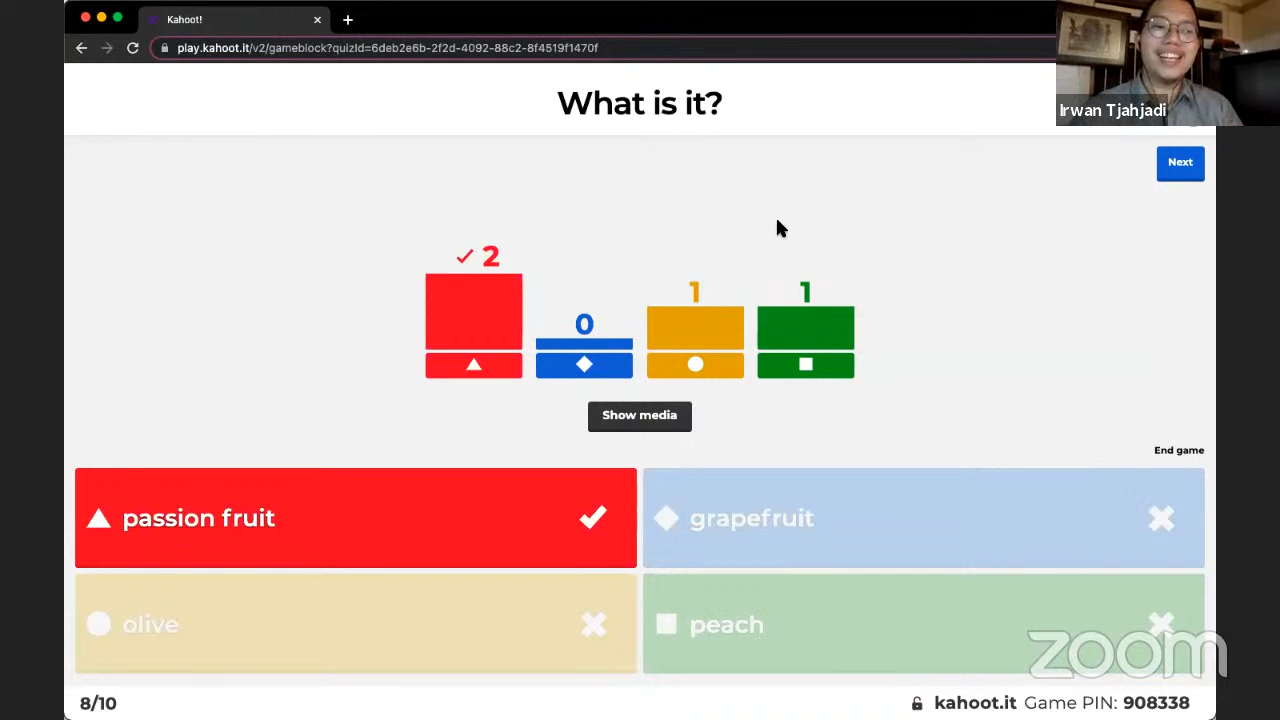 Kahoot!
play.kahoot.it/v2/gameblock?quizId=6deb2e6b-2f2d-4092-88c2-8f4519f1470f
Irwan Tjahjadi
What is it?
Next
2
0
1
1
Show media
End game
passion fruit
grapefruit
olive
peach
zoom
8/10
kahoot.it Game PIN: 908338